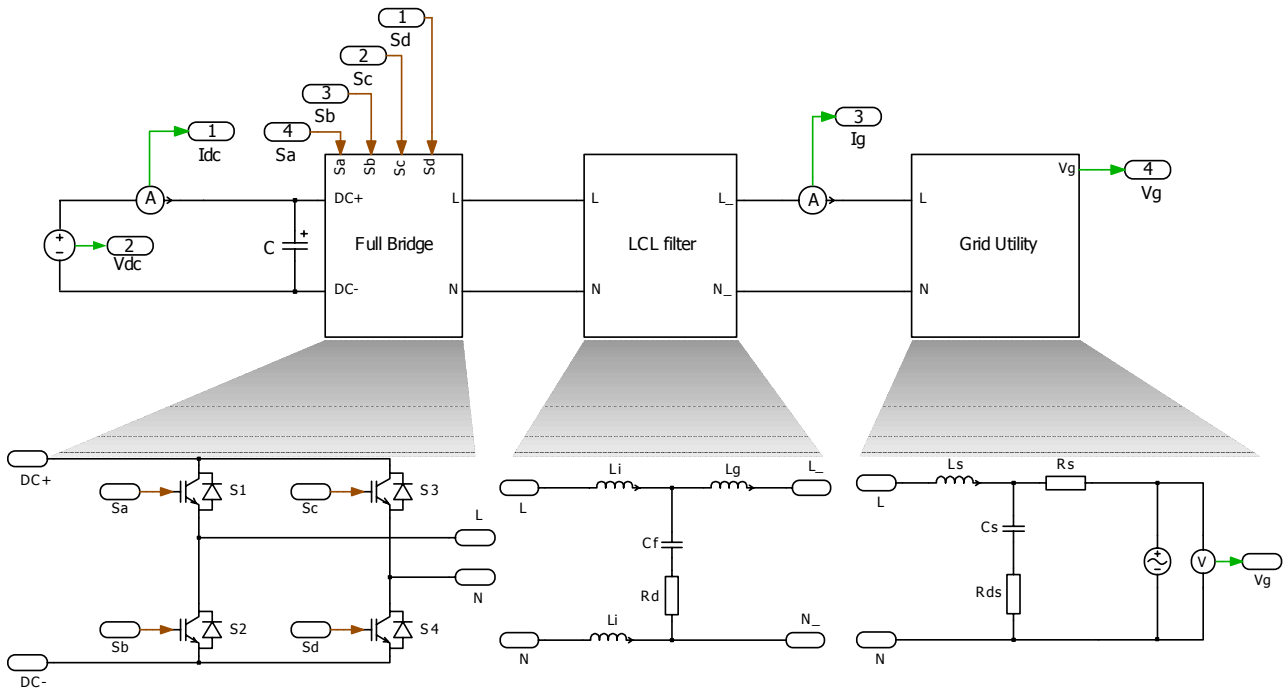 1
Sd
2
Sc
3
Sb
4
Sa
1
Idc
3
Ig
Sa
Sb
Sc
Sd
Vg
4
Vg
A
DC+
L
L
L_
A
L
+
-
2
Vdc
C
+
Full Bridge
LCL filter
Grid Utility
DC-
N
N
N_
N
DC+
Sa
S1
Sc
S3
L
N
Sb
S2
Sd
S4
DC-
Li
Lg
L_
L
Cf
Rd
Li
N_
N
Ls
Rs
L
Cs
+
V
Vg
Rds
N